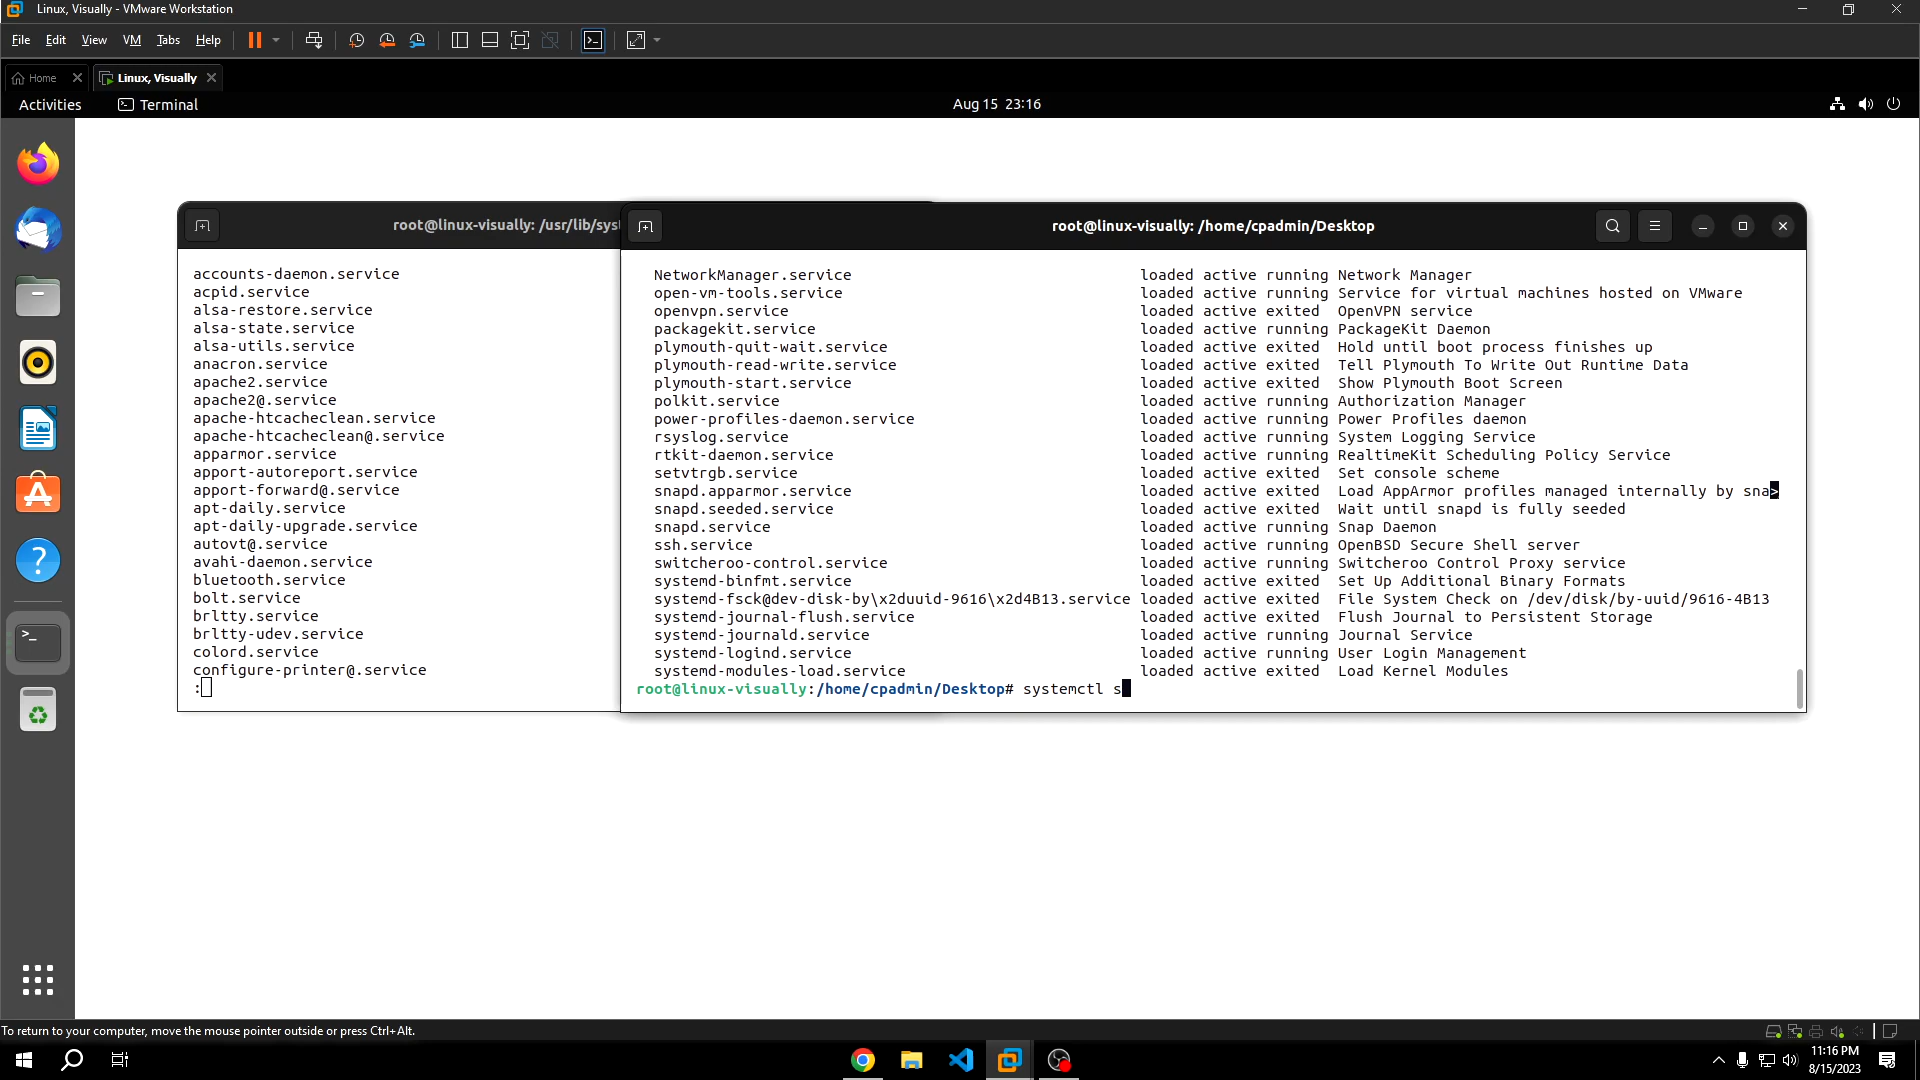 Linux, Visually - VMware Workstation
File Edit View VM Tabs Help
Home
Linux, Visually
Activities
Terminal
Aug 15 23:16
root@linux-visually: /usr/lib/syst
accounts-daemon.service
acpid.service
alsa-restore.service
alsa-state.service
alsa-utils.service
anacron.service
apache2.service
apache2@.service
apache-htcacheclean.service
apache-htcacheclean@.service
apparmor.service
apport-autoreport.service
apport-forward@.service
apt-daily.service
apt-daily-upgrade.service
autovt@.service
avahi-daemon.service
bluetooth.service
bolt.service
brltty.service
brltty-udev.service
colord.service
configure-printer@.service
:
root@linux-visually: /home/cpadmin/Desktop
NetworkManager.service loaded active running Network Manager
open-vm-tools.service loaded active running Service for virtual machines hosted on VMware
openvpn.service loaded active exited OpenVPN service
packagekit.service loaded active running PackageKit Daemon
plymouth-quit-wait.service loaded active exited Hold until boot process finishes up
plymouth-read-write.service loaded active exited Tell Plymouth To Write Out Runtime Data
plymouth-start.service loaded active exited Show Plymouth Boot Screen
polkit.service loaded active running Authorization Manager
power-profiles-daemon.service loaded active running Power Profiles daemon
rsyslog.service loaded active running System Logging Service
rtkit-daemon.service loaded active running RealtimeKit Scheduling Policy Service
setvtrgb.service loaded active exited Set console scheme
snapd.apparmor.service loaded active exited Load AppArmor profiles managed internally by sna>
snapd.seeded.service loaded active exited Wait until snapd is fully seeded
snapd.service loaded active running Snap Daemon
ssh.service loaded active running OpenBSD Secure Shell server
switcheroo-control.service loaded active running Switcheroo Control Proxy service
systemd-binfmt.service loaded active exited Set Up Additional Binary Formats
systemd-fsck@dev-disk-by\x2duuid-9616\x2d4B13.service loaded active exited File System Check on /dev/disk/by-uuid/9616-4B13
systemd-journal-flush.service loaded active exited Flush Journal to Persistent Storage
systemd-journald.service loaded active running Journal Service
systemd-logind.service loaded active running User Login Management
systemd-modules-load.service loaded active exited Load Kernel Modules
root@linux-visually:/home/cpadmin/Desktop# systemctl s
To return to your computer, move the mouse pointer outside or press Ctrl+Alt.
11:16 PM
8/15/2023